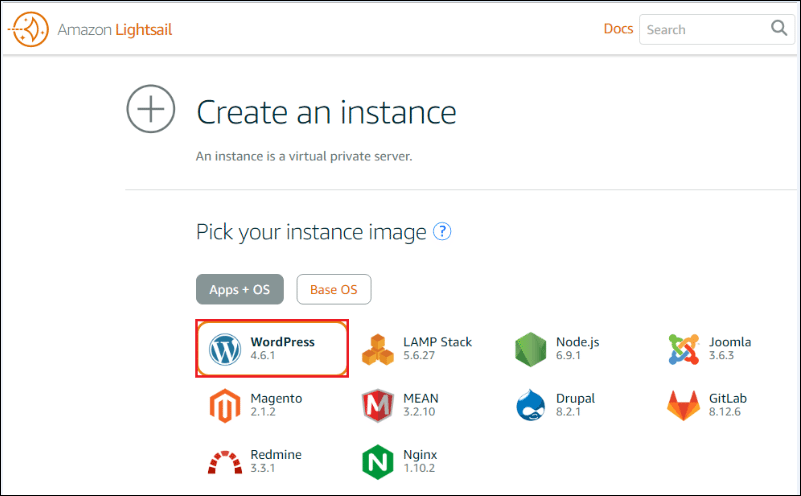 Amazon Lightsail
Docs
Search
Create an instance
An instance is a virtual private server.
Pick your instance image ?
Apps + OS
Base OS
WordPress
4.6.1
LAMP Stack
5.6.27
Node.js
6.9.1
Joomla
3.6.3
Magento
2.1.2
MEAN
3.2.10
Drupal
8.2.1
GitLab
8.12.6
Redmine
3.3.1
Nginx
1.10.2